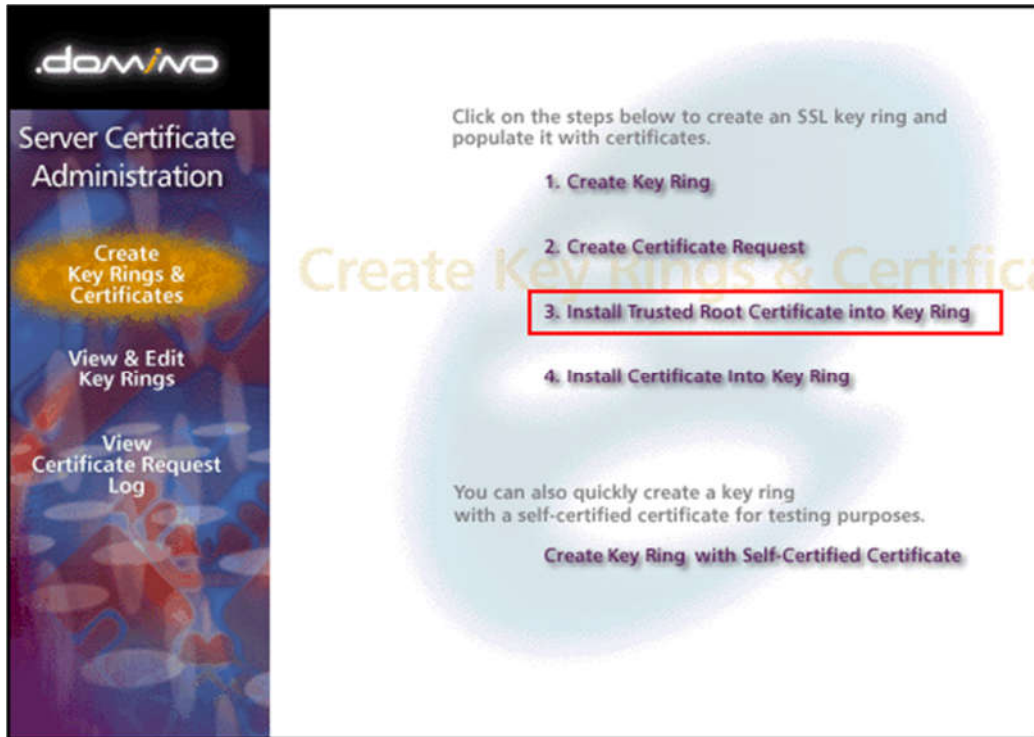 .domino
Server Certificate
Administration
Create
Key Rings &
Certificates
View & Edit
Key Rings
View
Certificate Request
Log
Click on the steps below to create an SSL key ring and
populate it with certificates.
1. Create Key Ring
2. Create Certificate Request
Create Key Rings & Certifica
3. Install Trusted Root Certificate into Key Ring
4. Install Certificate Into Key Ring
You can also quickly create a key ring
with a self-certified certificate for testing purposes.
Create Key Ring with Self-Certified Certificate